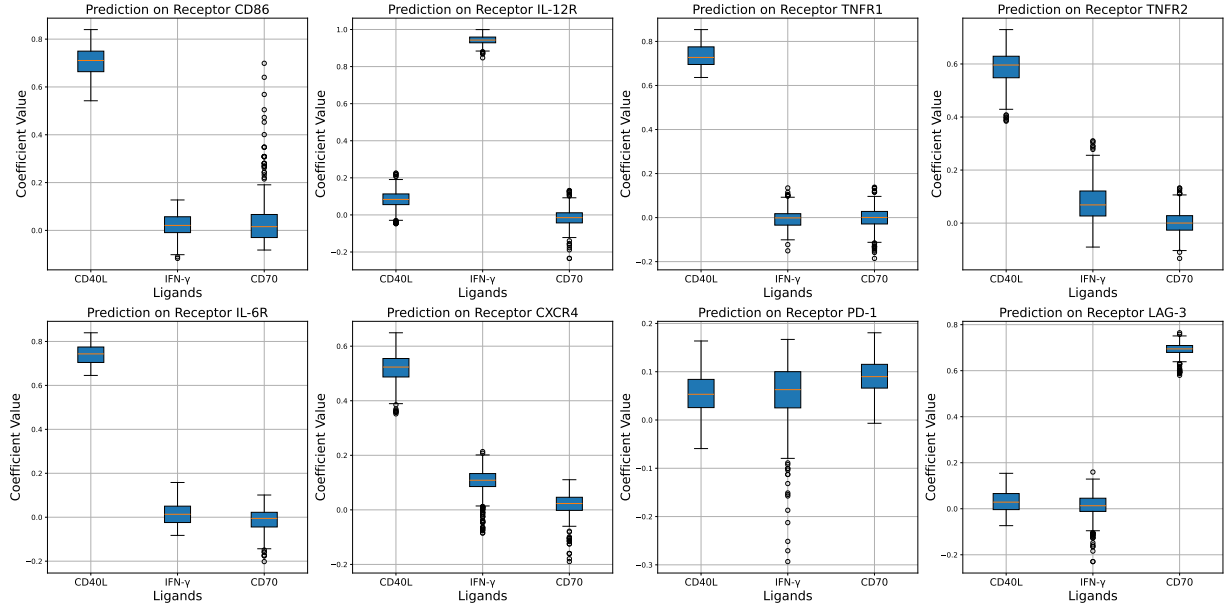 Prediction on Receptor CD86
Coefficient Value
0.8
0.6
0.4
0.2
0.0
CD40L IFN-γ CD70
Ligands
Prediction on Receptor IL-12R
Coefficient Value
1.0
0.8
0.6
0.4
0.2
0.0
−0.2
CD40L IFN-γ CD70
Ligands
Prediction on Receptor TNFR1
Coefficient Value
0.8
0.6
0.4
0.2
0.0
−0.2
CD40L IFN-γ CD70
Ligands
Prediction on Receptor TNFR2
Coefficient Value
0.6
0.4
0.2
0.0
CD40L IFN-γ CD70
Ligands
Prediction on Receptor IL-6R
Coefficient Value
0.8
0.6
0.4
0.2
0.0
−0.2
CD40L IFN-γ CD70
Ligands
Prediction on Receptor CXCR4
Coefficient Value
0.6
0.4
0.2
0.0
−0.2
CD40L IFN-γ CD70
Ligands
Prediction on Receptor PD-1
Coefficient Value
0.2
0.1
0.0
−0.1
−0.2
−0.3
CD40L IFN-γ CD70
Ligands
Prediction on Receptor LAG-3
Coefficient Value
0.8
0.6
0.4
0.2
0.0
−0.2
CD40L IFN-γ CD70
Ligands